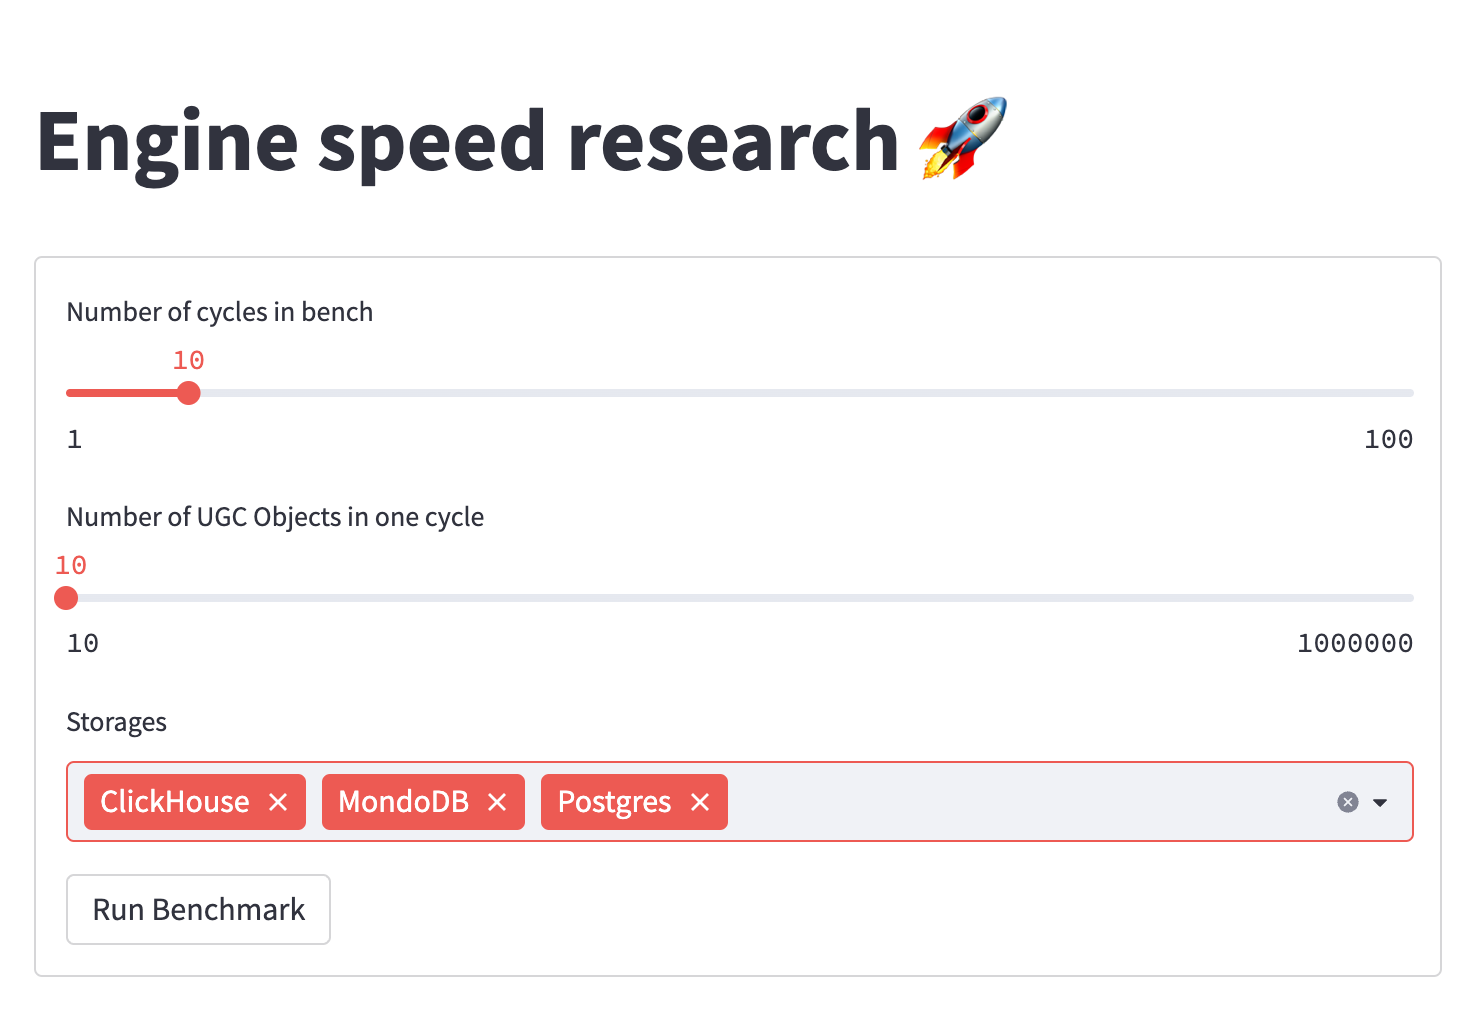 Engine speed research 🚀
Number of cycles in bench
10
1
100
Number of UGC Objects in one cycle
10
10
1000000
Storages
ClickHouse
MondoDB
Postgres
Run Benchmark